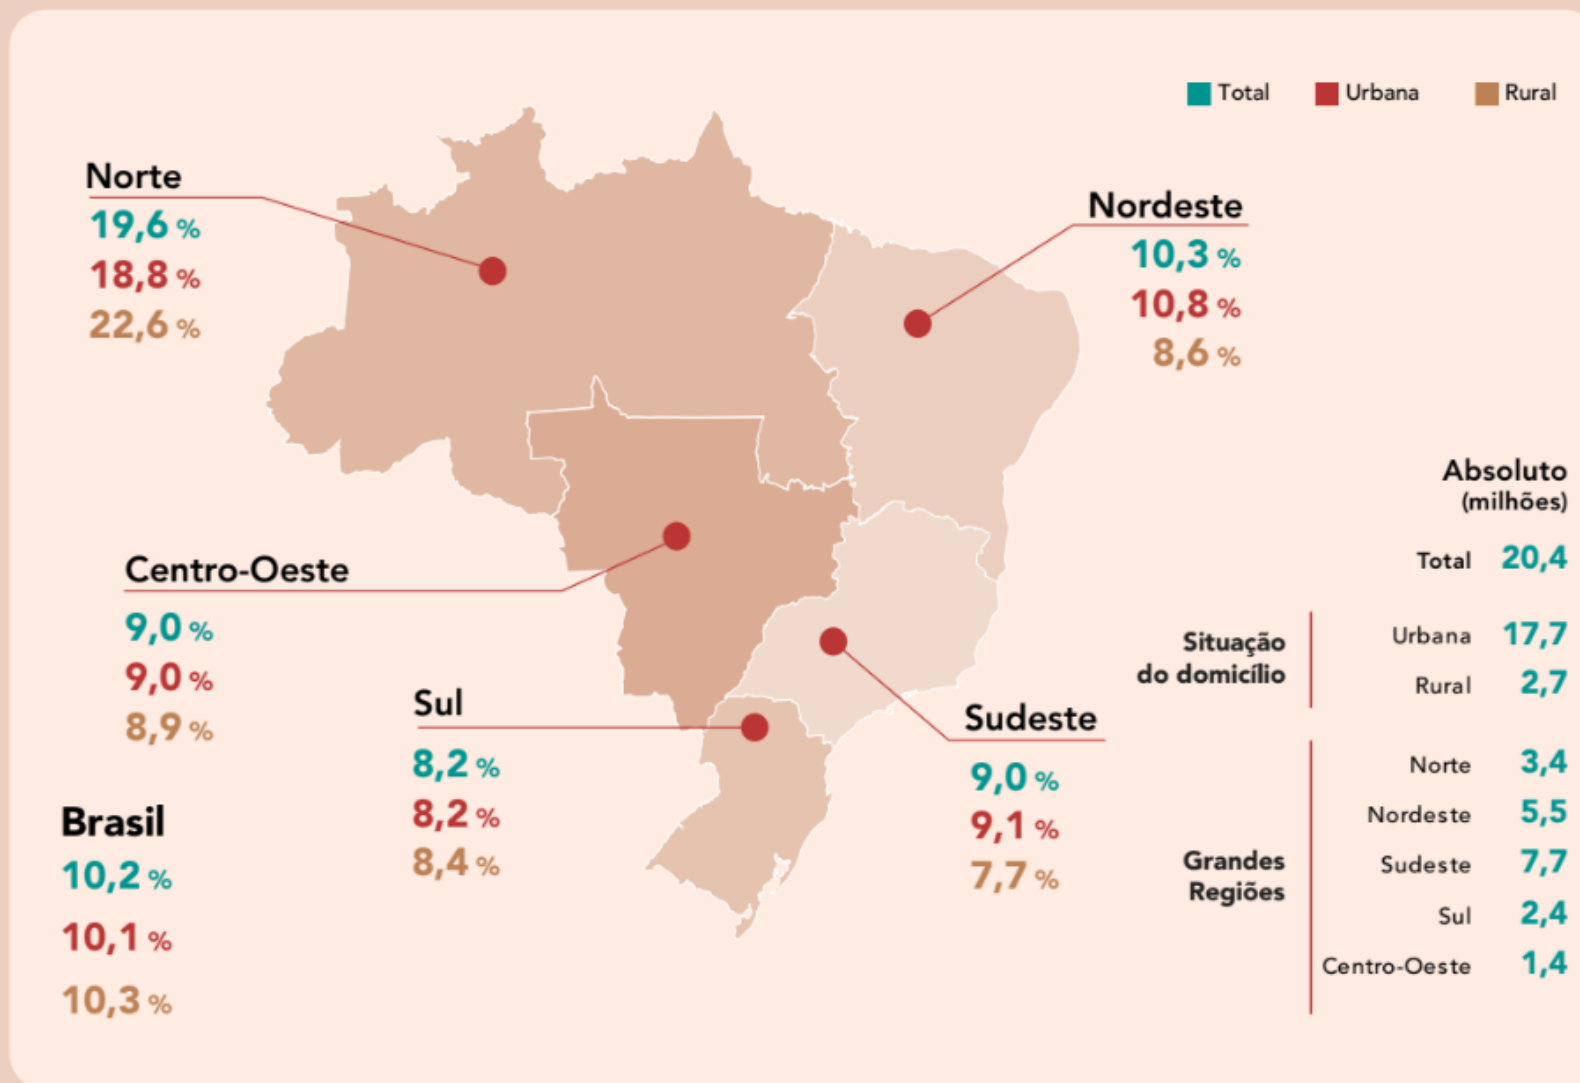 Total
Urbana
Rural
Norte
19,6 %
18,8 %
22,6 %
Nordeste
10,3 %
10,8 %
8,6 %
Centro-Oeste
9,0 %
9,0 %
8,9 %
Sul
8,2 %
8,2 %
8,4 %
Sudeste
9,0 %
9,1 %
7,7 %
Brasil
10,2 %
10,1 %
10,3 %
Absoluto
(milhões)
Total 20,4
Situação
do domicílio
Urbana 17,7
Rural 2,7
Grandes
Regiões
Norte 3,4
Nordeste 5,5
Sudeste 7,7
Sul 2,4
Centro-Oeste 1,4